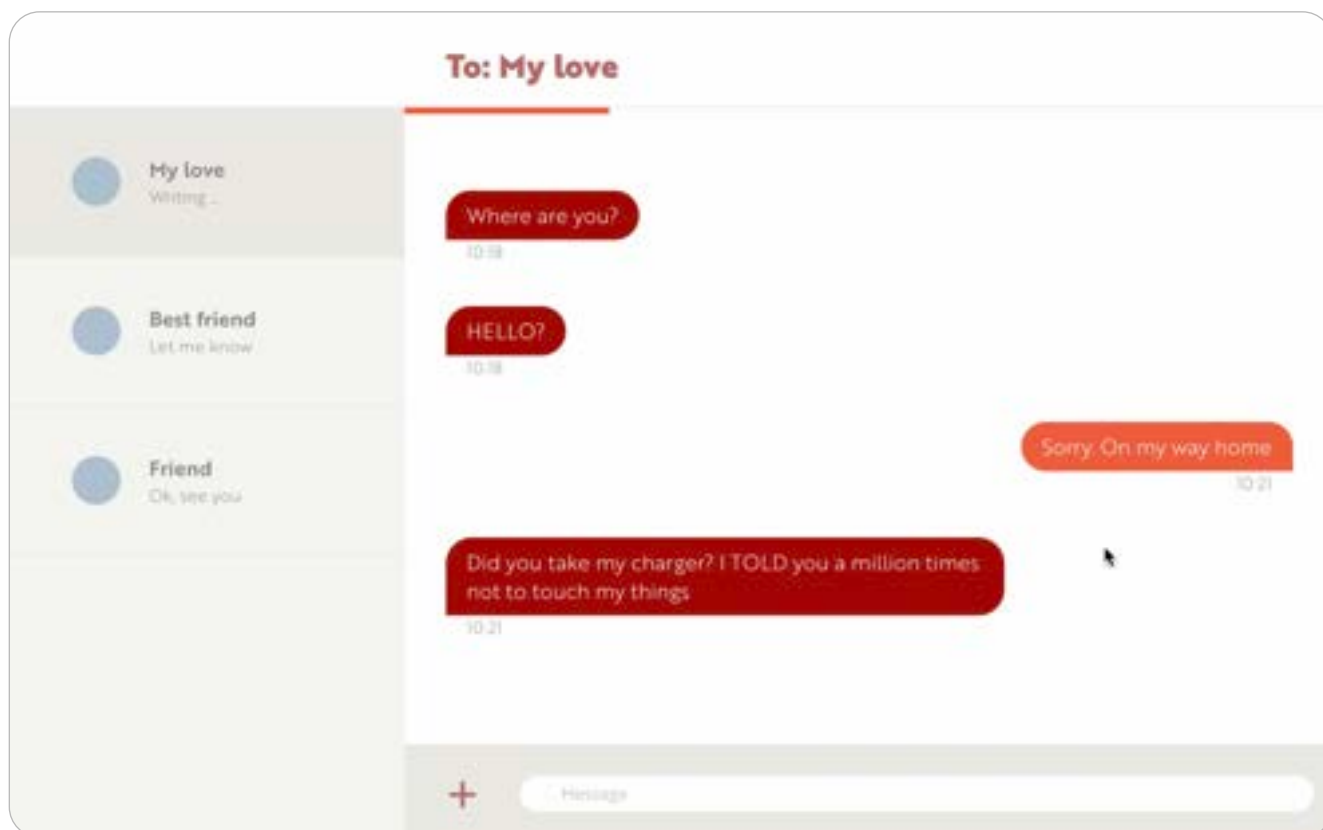 To: My love
My love
Writing ...
Best friend
Let me know
Friend
Ok, see you
Where are you?
10:18
HELLO?
10:18
Sorry. On my way home
10:21
Did you take my charger? I TOLD you a million times
not to touch my things
10:21
Message